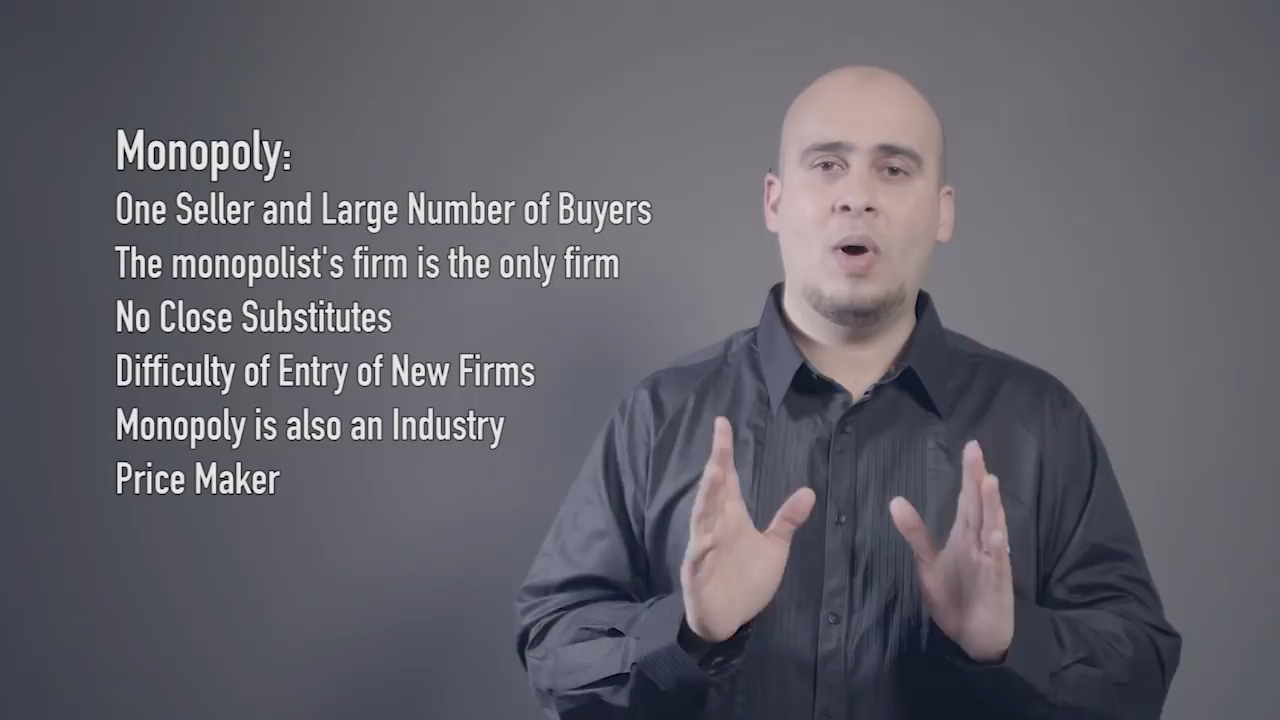 Monopoly:
One Seller and Large Number of Buyers
The monopolist's firm is the only firm
No Close Substitutes
Difficulty of Entry of New Firms
Monopoly is also an Industry
Price Maker